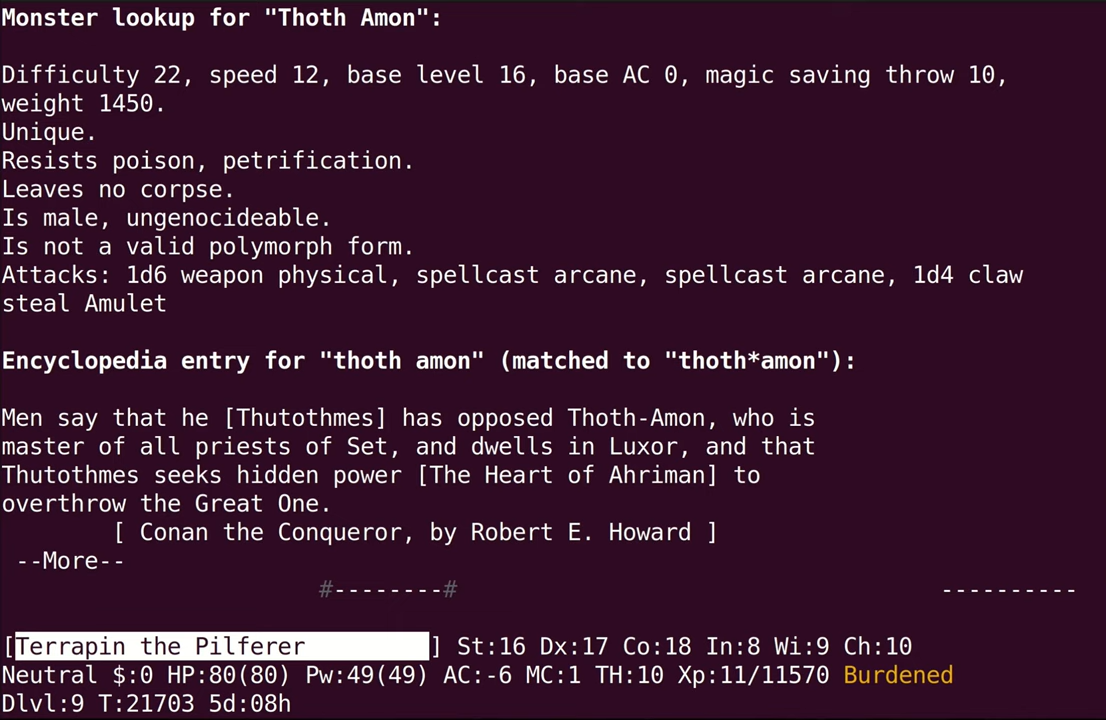 Monster lookup for "Thoth Amon":
Difficulty 22, speed 12, base level 16, base AC 0, magic saving throw 10,
weight 1450.
Unique.
Resists poison, petrification.
Leaves no corpse.
Is male, ungenocideable.
Is not a valid polymorph form.
Attacks: 1d6 weapon physical, spellcast arcane, spellcast arcane, 1d4 claw
steal Amulet
Encyclopedia entry for "thoth amon" (matched to "thoth*amon"):
Men say that he [Thutothmes] has opposed Thoth-Amon, who is
master of all priests of Set, and dwells in Luxor, and that
Thutothmes seeks hidden power [The Heart of Ahriman] to
overthrow the Great One.
[ Conan the Conqueror, by Robert E. Howard ]
--More--
#--------# ----------
[Terrapin the Pilferer ] St:16 Dx:17 Co:18 In:8 Wi:9 Ch:10
Neutral $:0 HP:80(80) Pw:49(49) AC:-6 MC:1 TH:10 Xp:11/11570 Burdened
Dlvl:9 T:21703 5d:08h